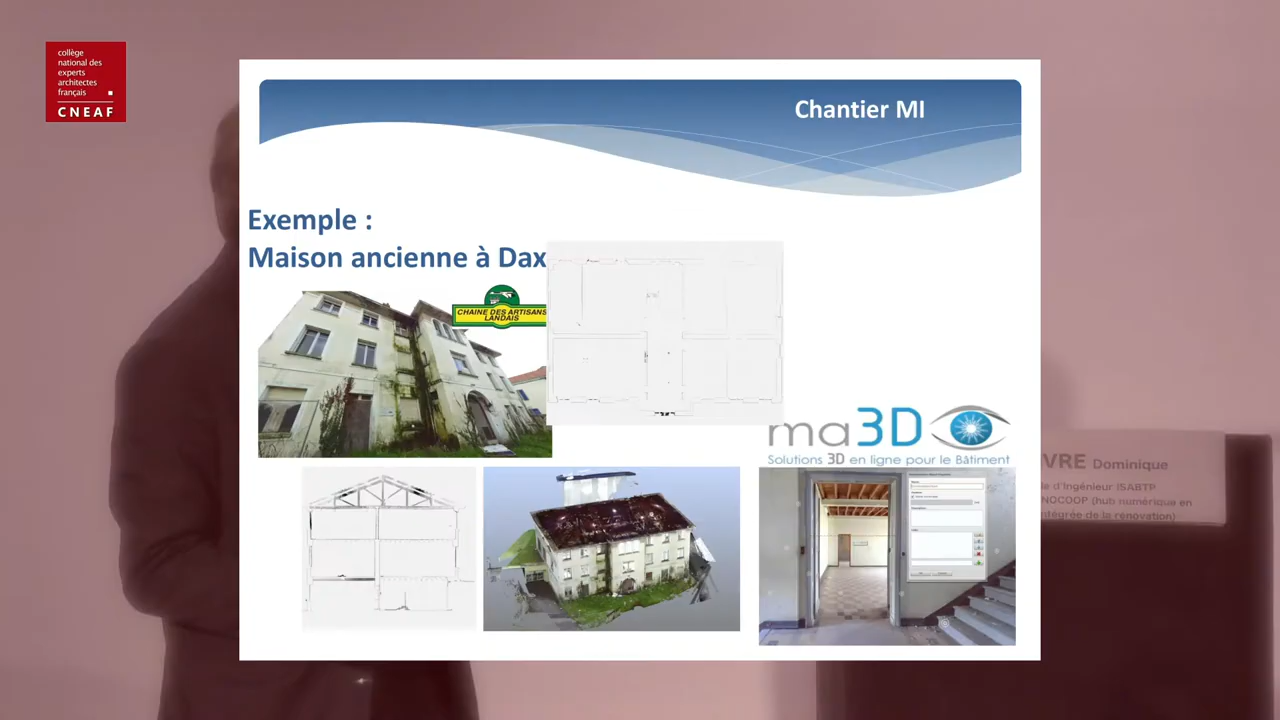 collège
national des
experts
architectes
français
CNEAF
Chantier MI
Exemple :
Maison ancienne à Dax
CHAINE DES ARTISANS
LANDAIS
ma3D
Solutions 3D en ligne pour le Bâtiment
VRE Dominique
le d'Ingénieur ISABTP
NOCOOP (hub numérique en
ntégrée de la rénovation)